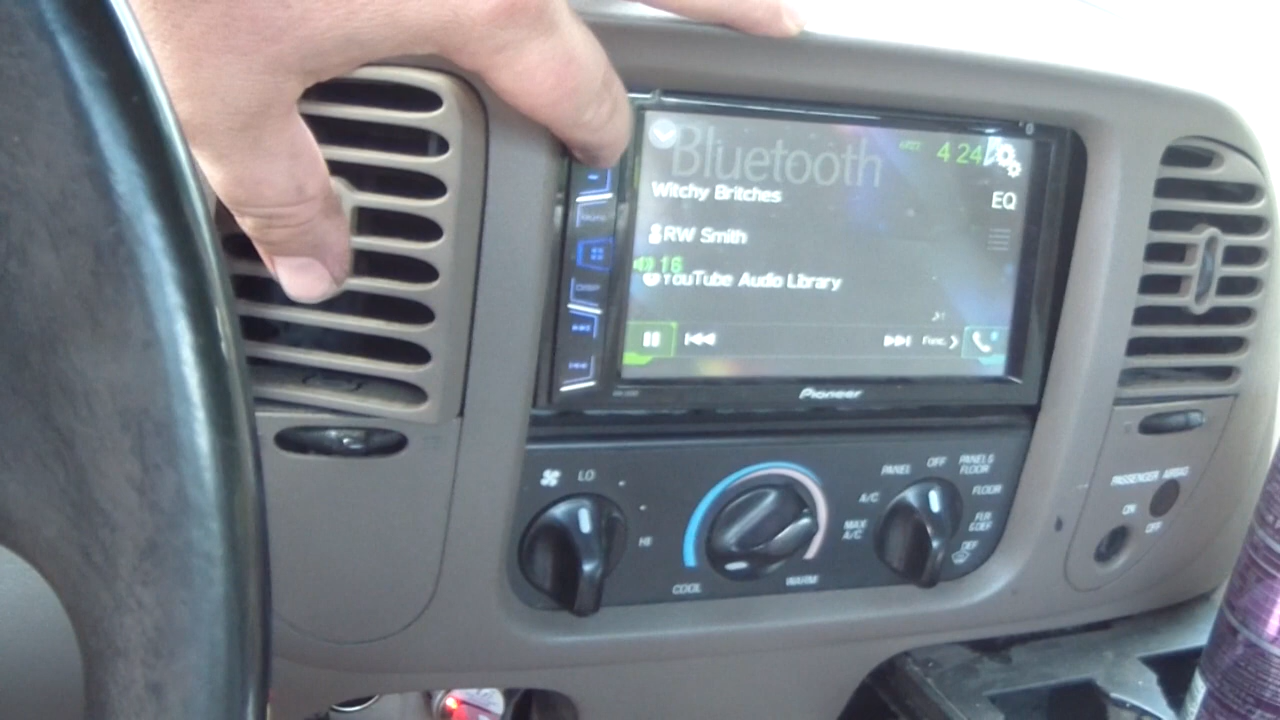 Bluetooth
4 24
Witchy Britches
EQ
RW Smith
16
YouTube Audio Library
Func.
DISP
Pioneer
LO
HI
COOL
WARM
PANEL
OFF
PANEL &
FLOOR
A/C
FLOOR
MAX
A/C
FLR
& DEF
DEF
PASSENGER AIRBAG
ON
OFF